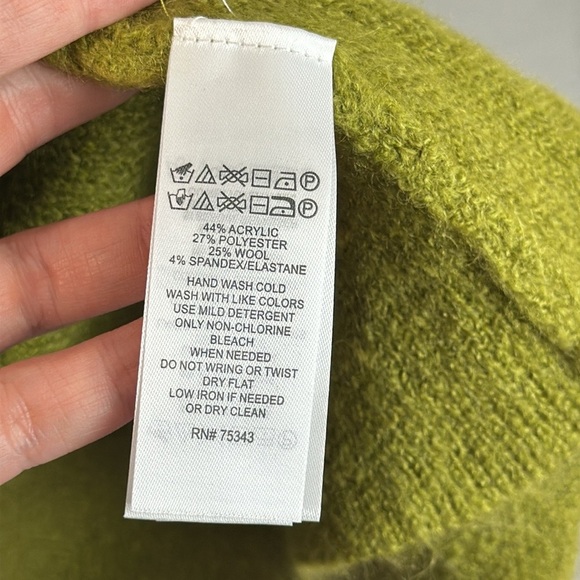 P
P
44% ACRYLIC
27% POLYESTER
25% WOOL
4% SPANDEX/ELASTANE
HAND WASH COLD
WASH WITH LIKE COLORS
USE MILD DETERGENT
ONLY NON-CHLORINE
BLEACH
WHEN NEEDED
DO NOT WRING OR TWIST
DRY FLAT
LOW IRON IF NEEDED
OR DRY CLEAN
RN# 75343